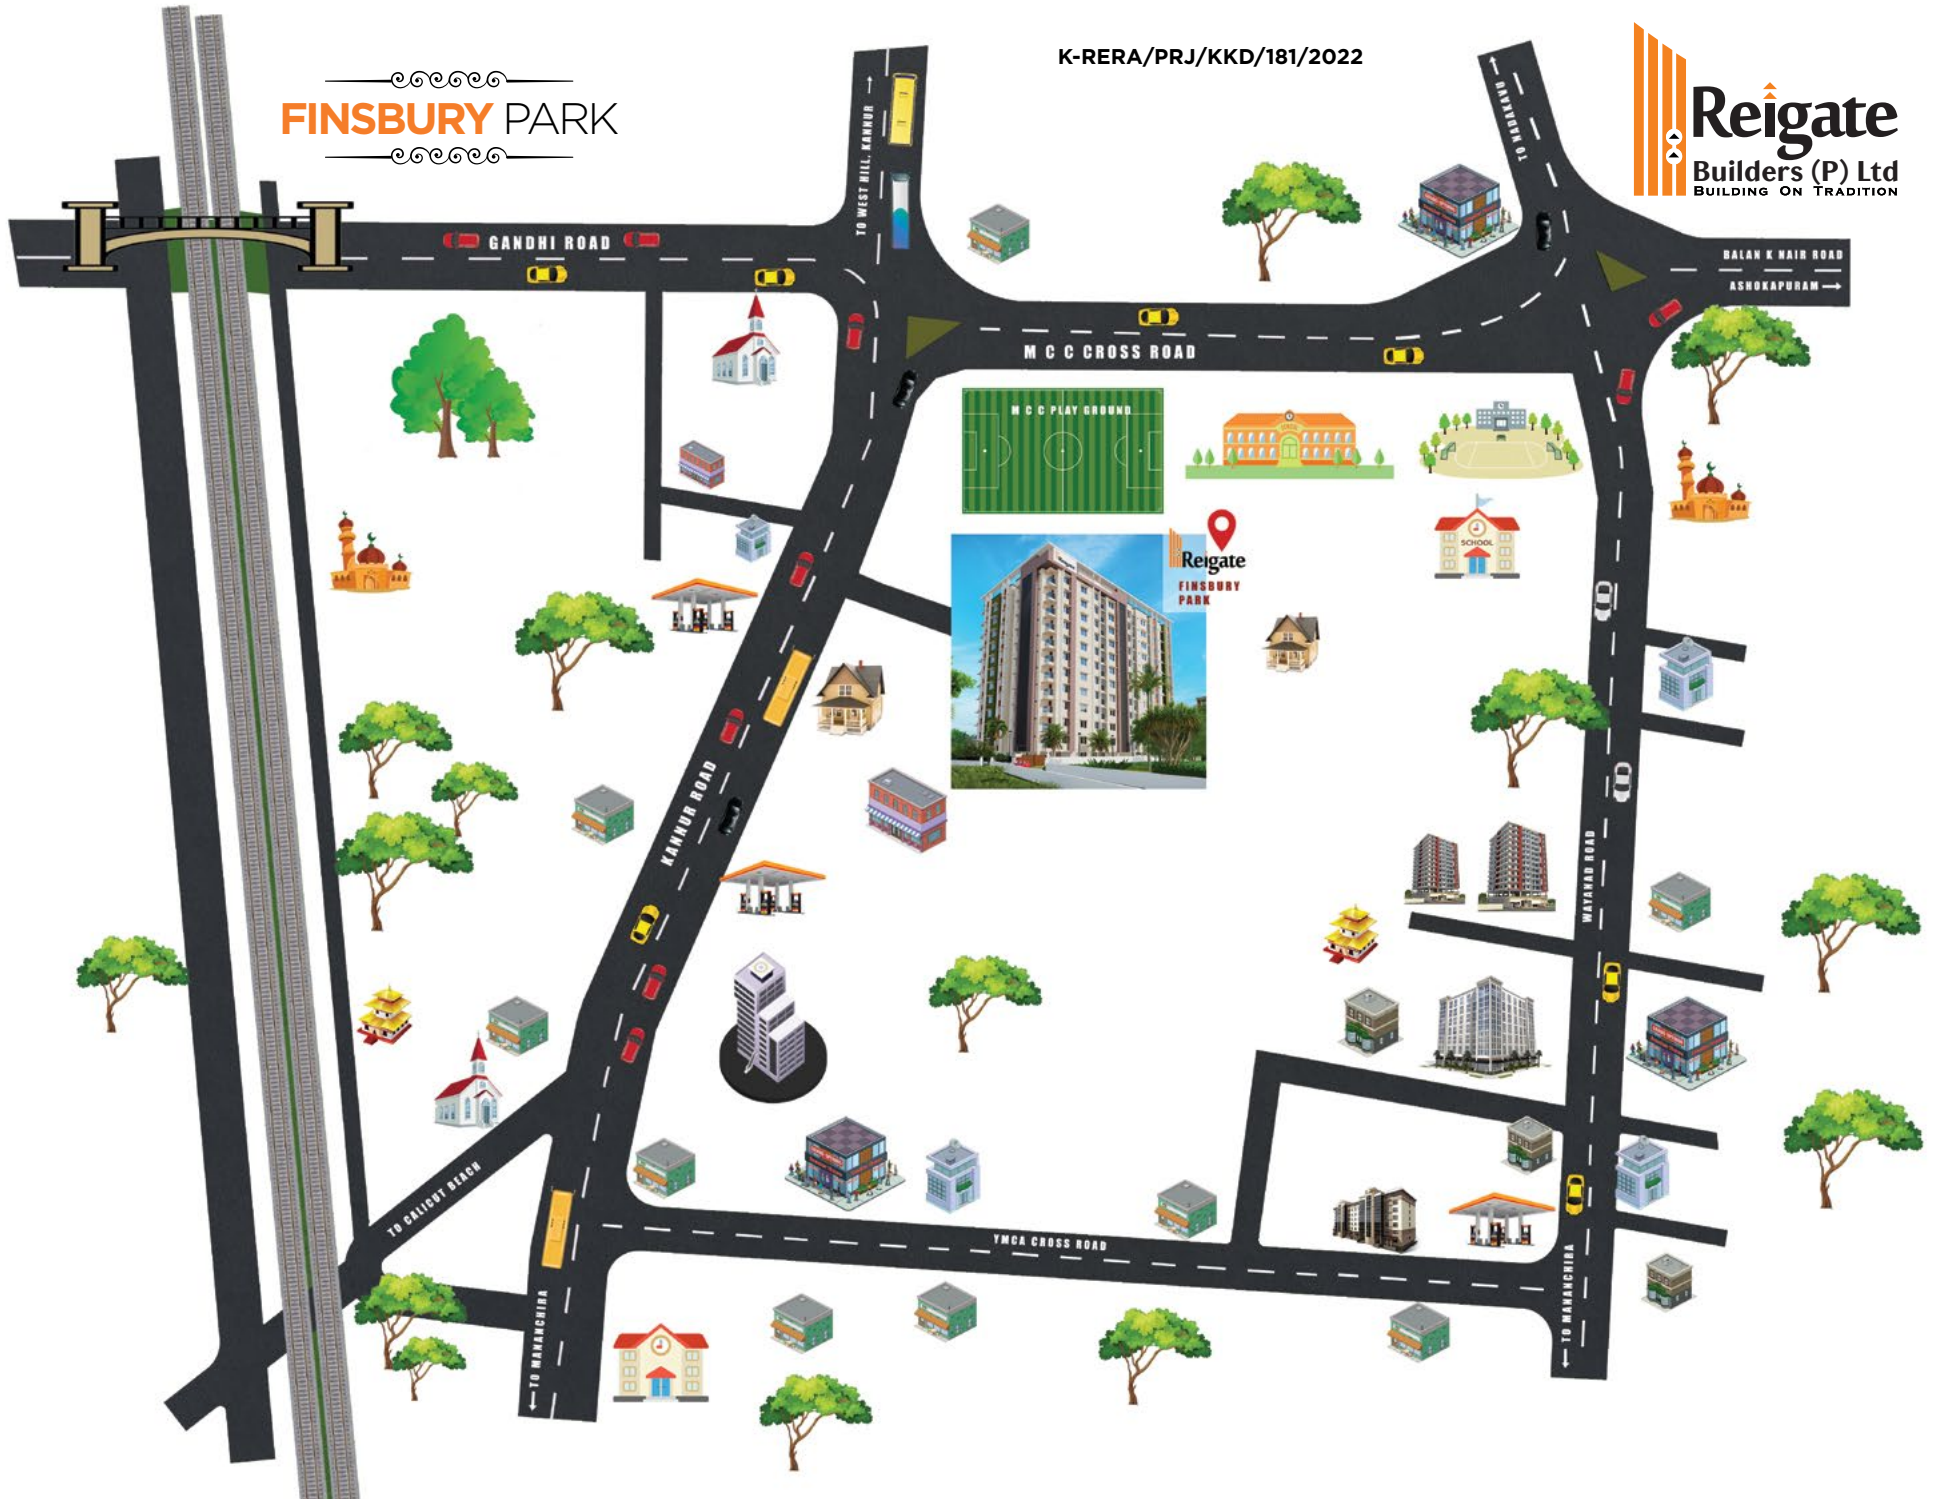 K-RERA/PRJ/KKD/181/2022
FINSBURY PARK
Reigate
Builders (P) Ltd
BUILDING ON TRADITION
TO WEST HILL, KANNUR
TO NADAKAVU
GANDHI ROAD
BALAN K NAIR ROAD
ASHOKAPURAM
M C C CROSS ROAD
M C C PLAY GROUND
SCHOOL
Reigate
FINSBURY
PARK
KANNUR ROAD
WAYANAD ROAD
TO CALICUT BEACH
YMCA CROSS ROAD
TO MANANCHIRA
TO MANANCHIRA